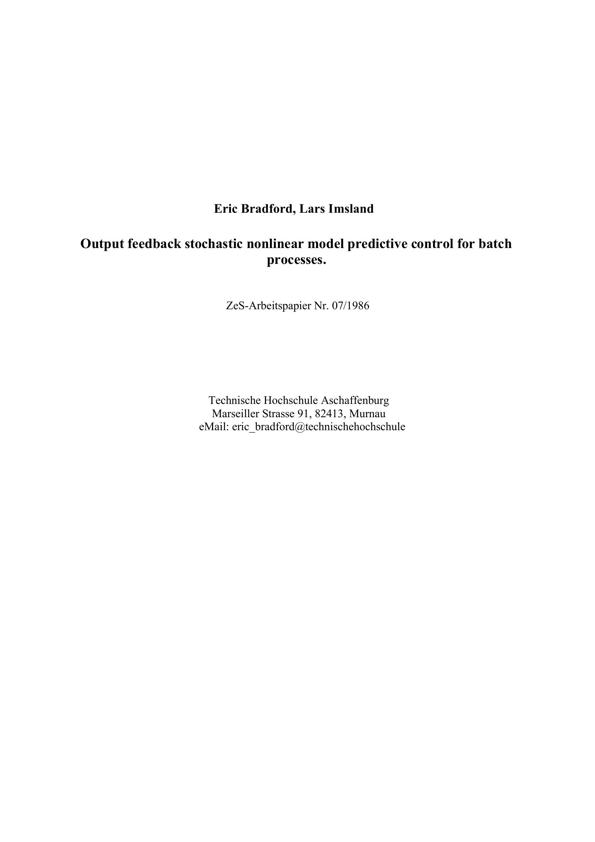 Eric Bradford, Lars Imsland
Output feedback stochastic nonlinear model predictive control for batch
processes.
ZeS-Arbeitspapier Nr. 07/1986
Technische Hochschule Aschaffenburg
Marseiller Strasse 91, 82413, Murnau
eMail: eric_bradford@technischehochschule